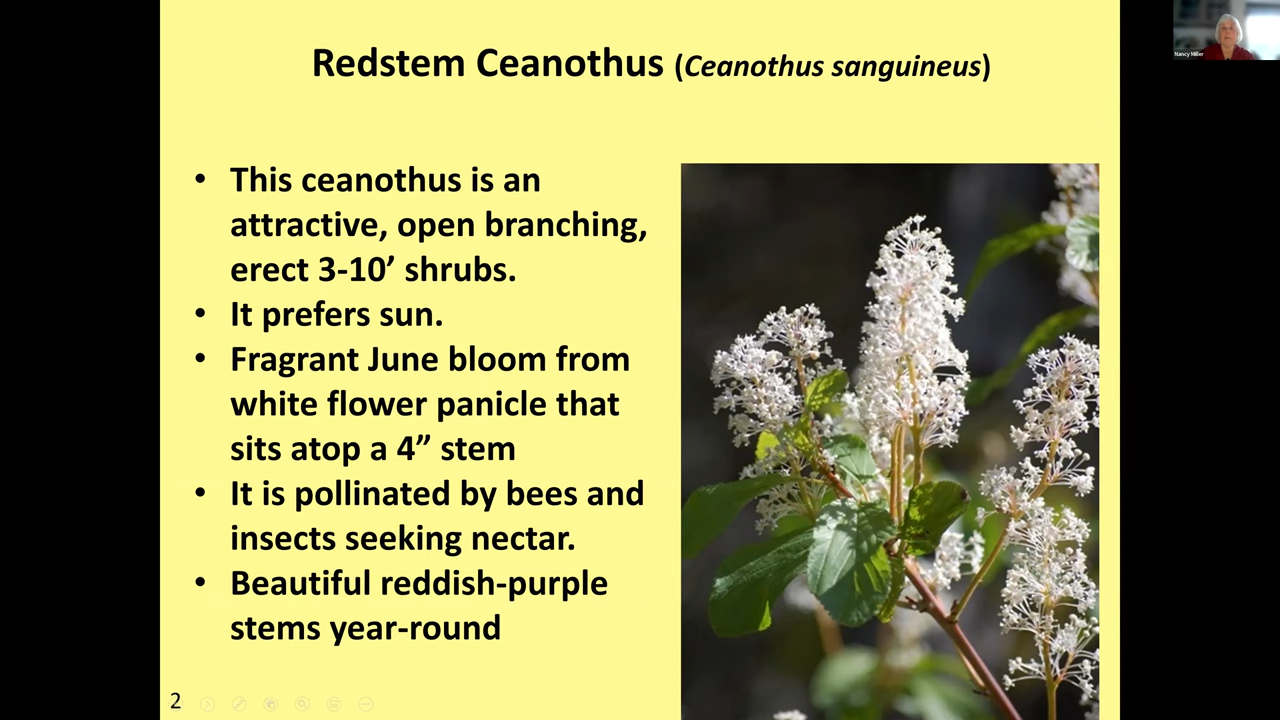 Redstem Ceanothus (Ceanothus sanguineus)
Nancy Miller
• This ceanothus is an
attractive, open branching,
erect 3-10’ shrubs.
• It prefers sun.
• Fragrant June bloom from
white flower panicle that
sits atop a 4” stem
• It is pollinated by bees and
insects seeking nectar.
• Beautiful reddish-purple
stems year-round
2